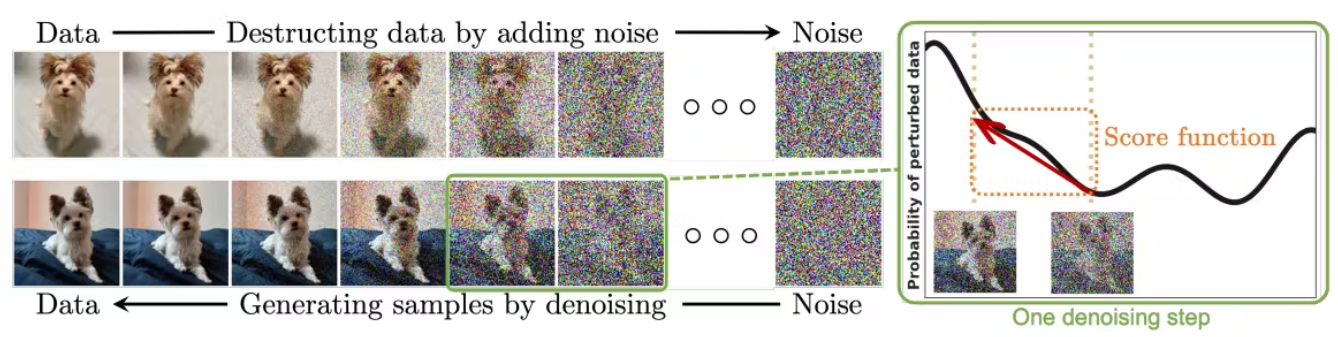 Data Destructing data by adding noise Noise
Data Generating samples by denoising Noise
Probability of perturbed data
Score function
One denoising step